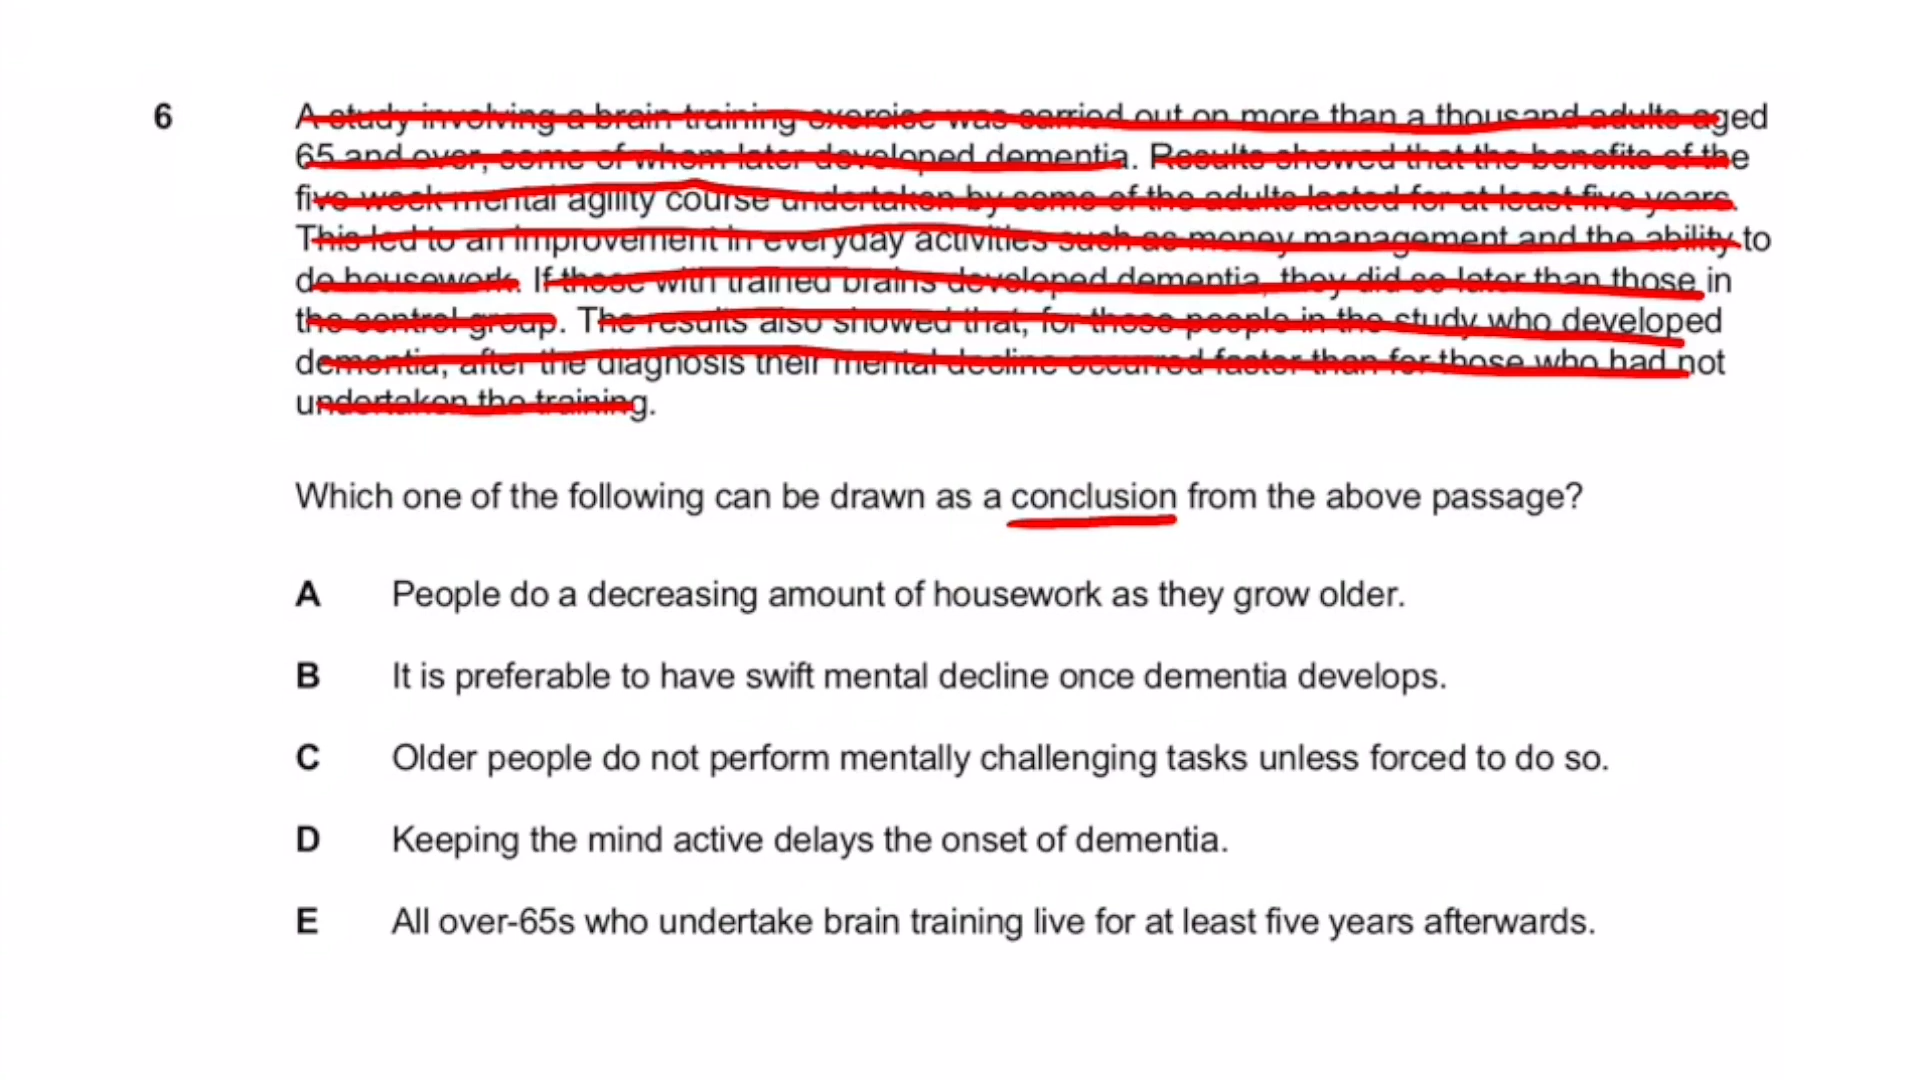 6 A study involving a brain training exercise was carried out on more than a thousand adults aged
65 and over, some of whom later developed dementia. Results showed that the benefits of the
five-week mental agility course undertaken by some of the adults lasted for at least five years.
This led to an improvement in everyday activities such as money management and the ability to
do housework. If those with trained brains developed dementia, they did so later than those in
the control group. The results also showed that, for those people in the study who developed
dementia, after the diagnosis their mental decline occurred faster than for those who had not
undertaken the training.
Which one of the following can be drawn as a conclusion from the above passage?
A People do a decreasing amount of housework as they grow older.
B It is preferable to have swift mental decline once dementia develops.
C Older people do not perform mentally challenging tasks unless forced to do so.
D Keeping the mind active delays the onset of dementia.
E All over-65s who undertake brain training live for at least five years afterwards.